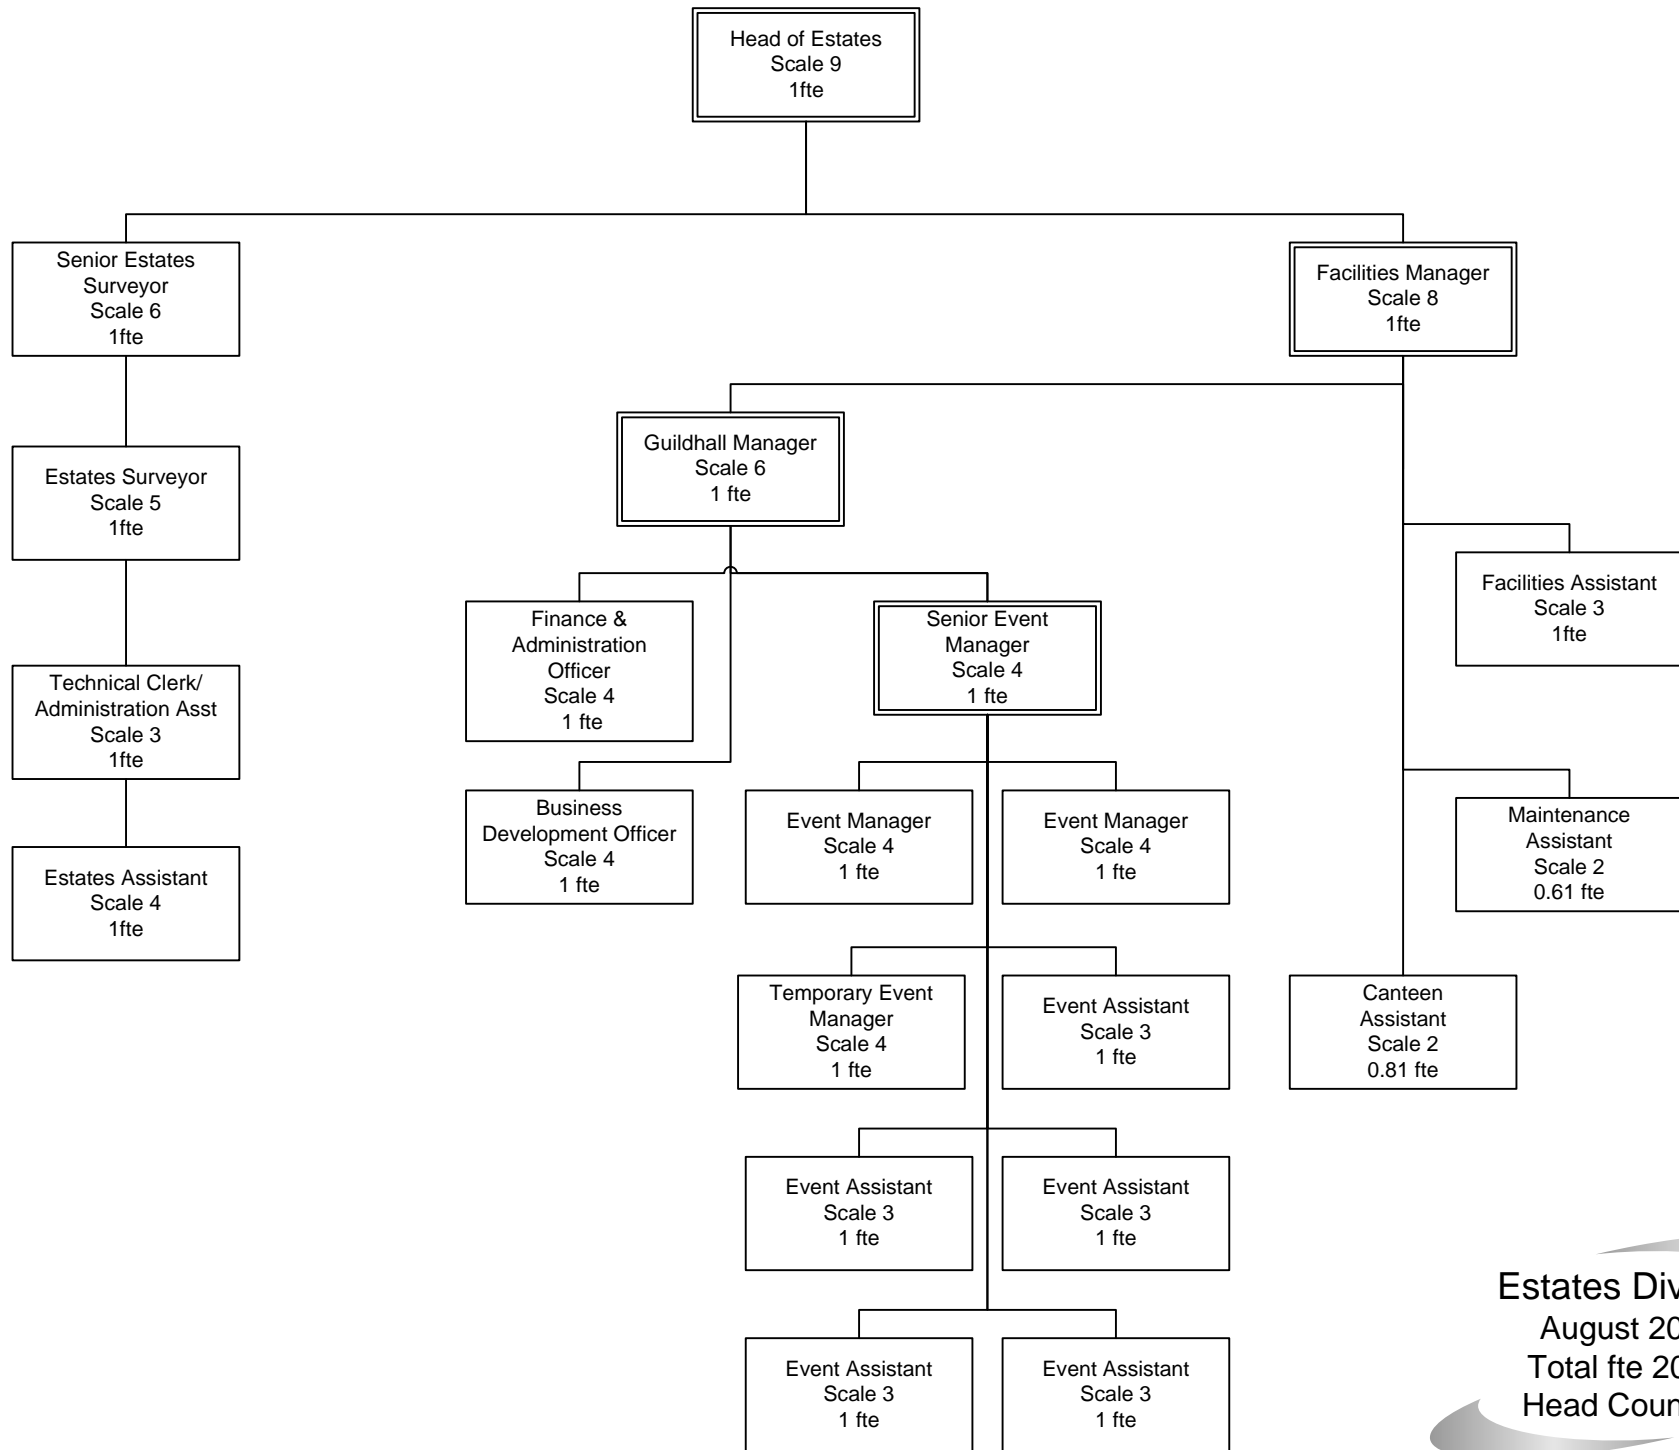 Head of Estates
Scale 9
1fte
Senior Estates
Surveyor
Scale 6
1fte
Facilities Manager
Scale 8
1fte
Guildhall Manager
Scale 6
1 fte
Estates Surveyor
Scale 5
1fte
Facilities Assistant
Scale 3
1fte
Finance &
Administration
Officer
Scale 4
1 fte
Senior Event
Manager
Scale 4
1 fte
Technical Clerk/
Administration Asst
Scale 3
1fte
Business
Development Officer
Scale 4
1 fte
Event Manager
Scale 4
1 fte
Event Manager
Scale 4
1 fte
Maintenance
Assistant
Scale 2
0.61 fte
Estates Assistant
Scale 4
1fte
Temporary Event
Manager
Scale 4
1 fte
Event Assistant
Scale 3
1 fte
Canteen
Assistant
Scale 2
0.81 fte
Event Assistant
Scale 3
1 fte
Event Assistant
Scale 3
1 fte
Event Assistant
Scale 3
1 fte
Event Assistant
Scale 3
1 fte
Estates
August
Total fte
Head